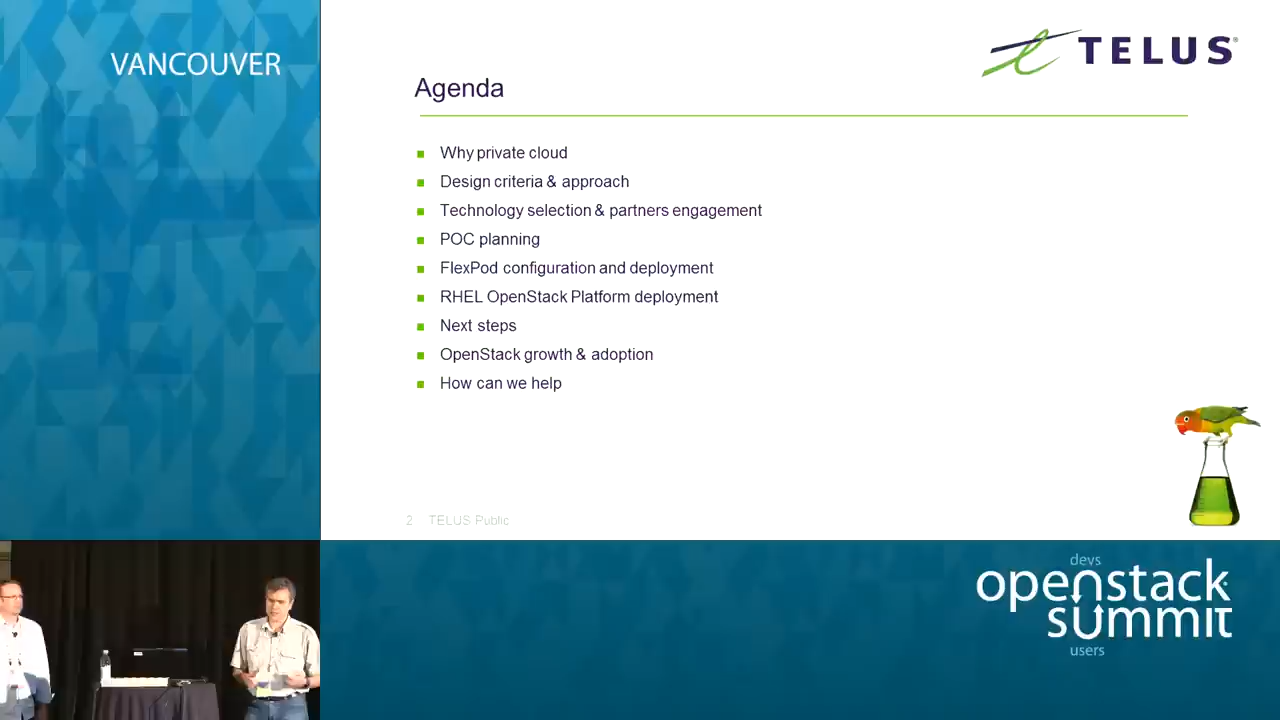 VANCOUVER
TELUS®
Agenda
Why private cloud
Design criteria & approach
Technology selection & partners engagement
POC planning
FlexPod configuration and deployment
RHEL OpenStack Platform deployment
Next steps
OpenStack growth & adoption
How can we help
2 TELUS Public
devs
openstack
summit
users